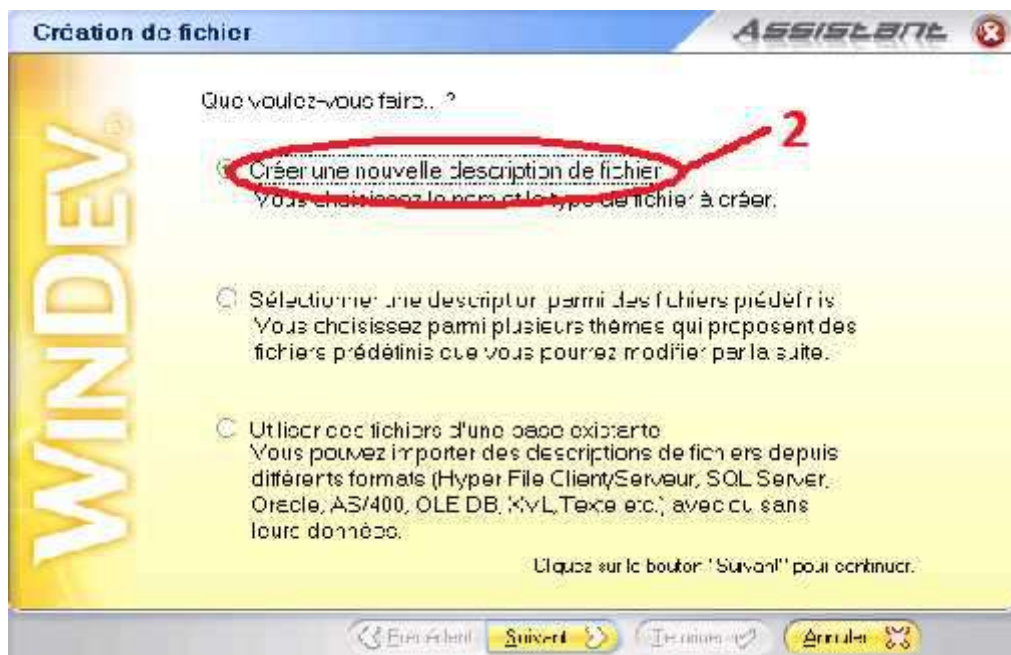 Création de fichier
Assistant
Que voulez-vous faire... ?
2
Créer une nouvelle description de fichier
Vous choisissez le nom et le type de fichier à créer.
Sélectionner une description parmi des fichiers prédéfinis
Vous choisissez parmi plusieurs thèmes qui proposent des
fichiers prédéfinis que vous pourrez modifier par la suite.
Utiliser des fichiers d'une base existante
Vous pouvez importer des descriptions de fichiers depuis
différents formats (Hyper File Client/Serveur, SQL Server,
Oracle, AS/400, OLE DB, XML, Texte etc.) avec ou sans
leurs données.
Cliquez sur le bouton "Suivant" pour continuer.
WINDEV
Précédent
Suivant
Terminer
Annuler